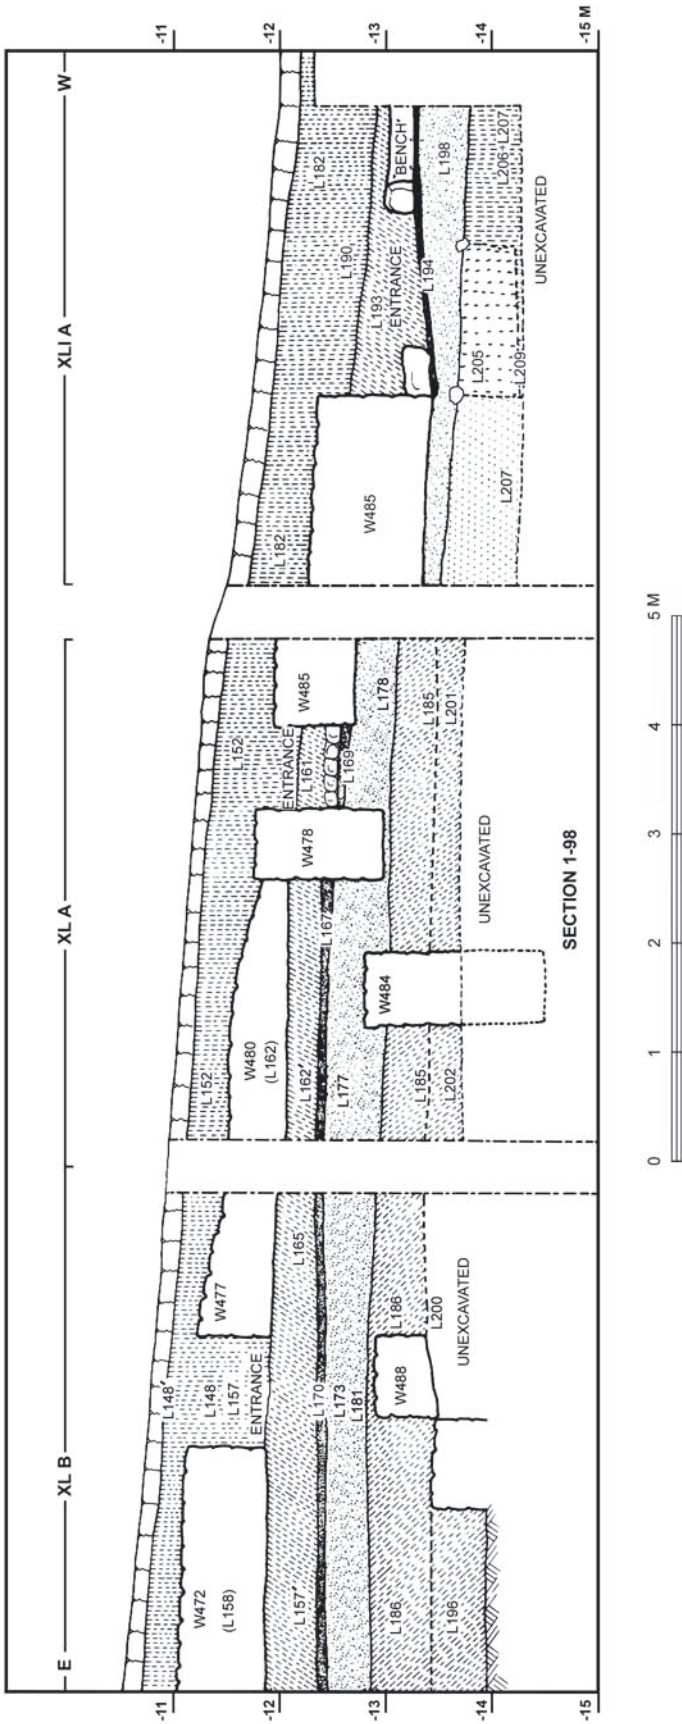 E — XL B — XL A — XLI A — W
-11
-12
-13
-14
-15
-11
-12
-13
-14
-15 M
W472
(L158)
L148´
L148
L157
ENTRANCE
W477
L157´
L165
L170
L173
L181
L186
L186
W488
L196
L200
UNEXCAVATED
L152
L152
W480
(L162)
L162´
L167
L177
W484
L185
L202
W478
ENTRANCE
L161
L169
W485
L178
L185
L201
UNEXCAVATED
L182
L182
W485
L190
L193
ENTRANCE
BENCH
L194
L198
L205
L206
L207
L207
L209
UNEXCAVATED
SECTION 1-98
0 1 2 3 4 5 M